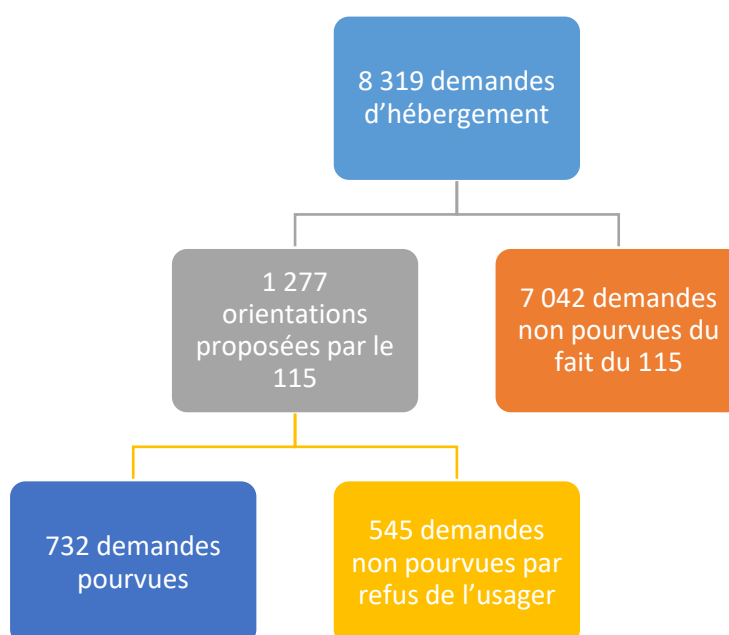 8 319 demandes
d’hébergement
1 277
orientations
proposées par le
115
7 042 demandes
non pourvues du
fait du 115
732 demandes
pourvues
545 demandes
non pourvues par
refus de l’usager